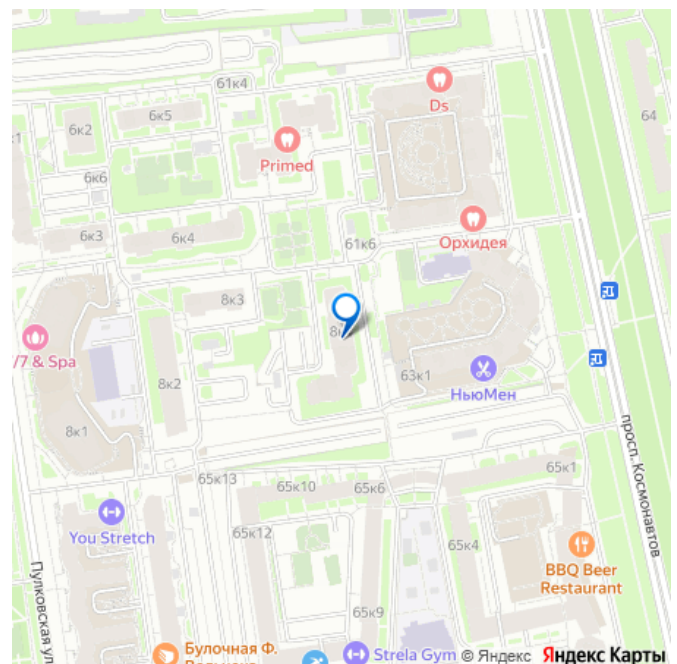 61к4
Ds
6к2
6к5
64
Primed
6к6
6к3
6к4
61к6
Орхидея
8к3
/7 & Spa
8к2
63к1
НьюМен
8к1
просп. Космонавтов
65к13
65к10
65к6
65к1
You Stretch
65к12
65к4
BBQ Beer
Restaurant
Пулковская ул
65к9
Булочная Ф.
Strela Gym
© Яндекс Яндекс Карты